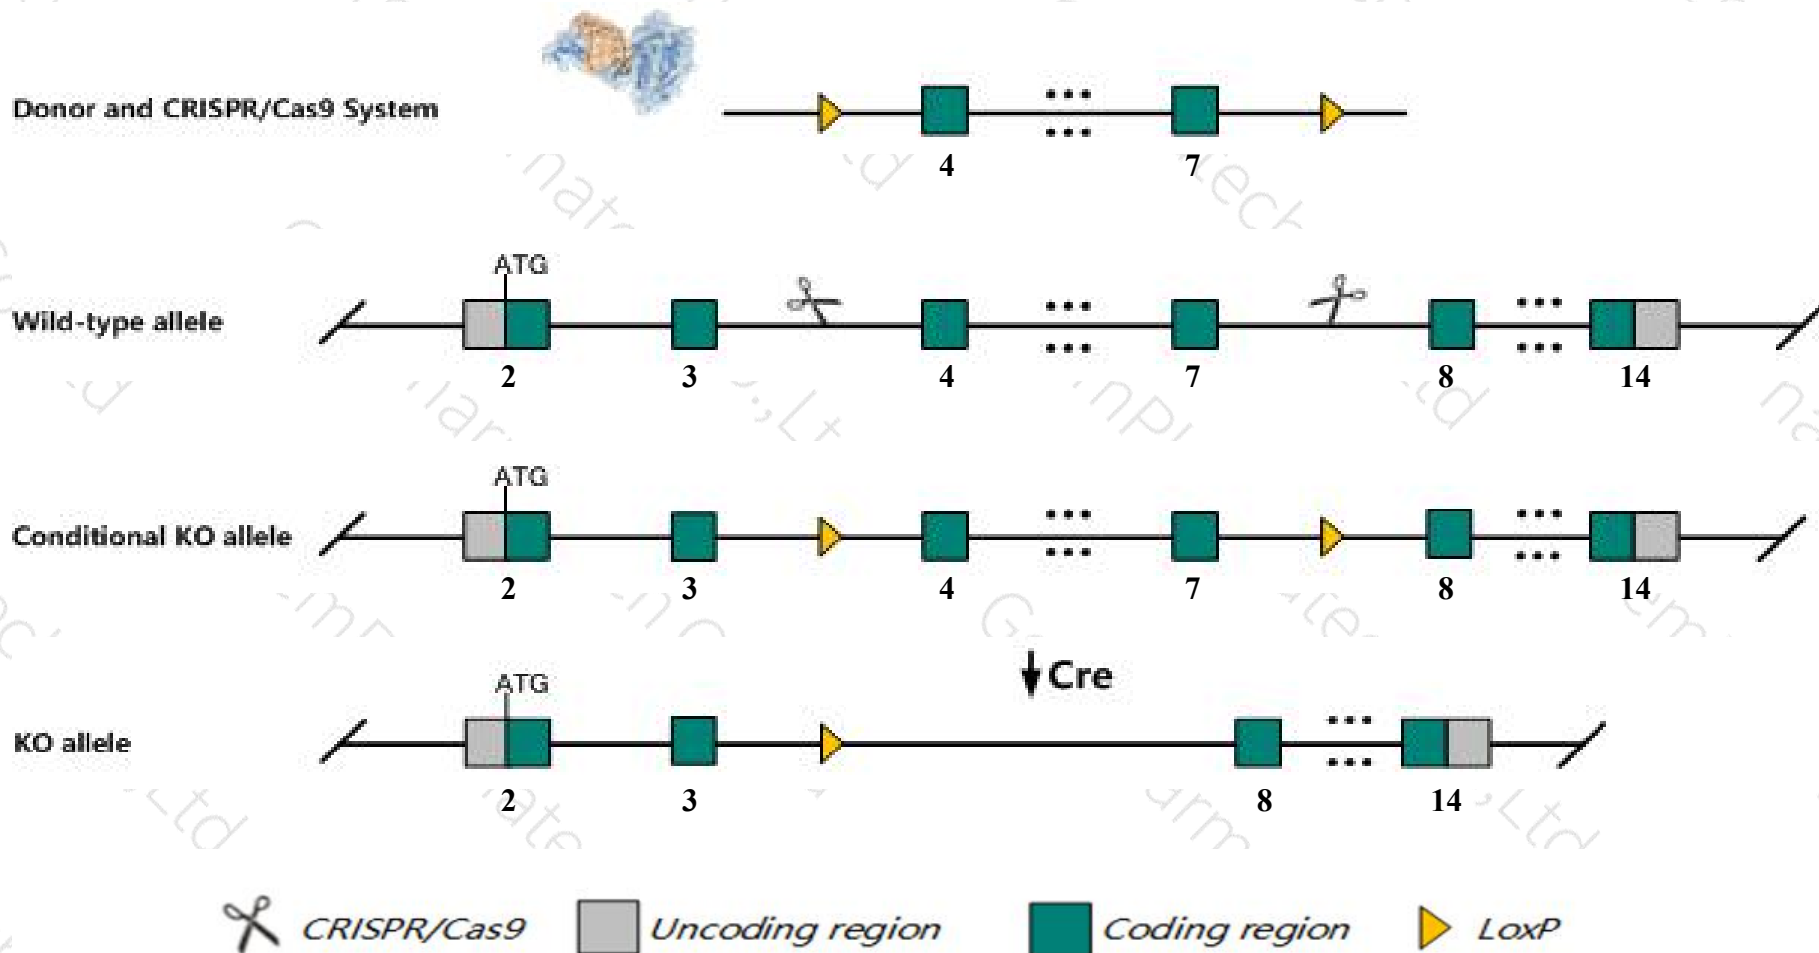 Donor and CRISPR/Cas9 System
4 7
ATG
Wild-type allele
2 3 4 7 8 14
ATG
Conditional KO allele
2 3 4 7 8 14
Cre
ATG
KO allele
2 3 8 14
CRISPR/Cas9 Uncoding region Coding region LoxP